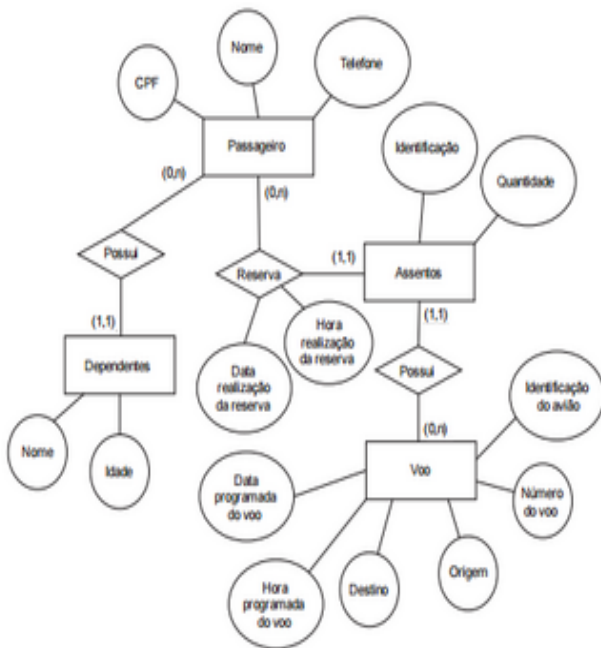 Nome
CPF
Telefone
Passageiro
Identificação
(0,n)
(0,n)
Quantidade
Possui
Reserva
(1,1)
Assentos
(1,1)
(1,1)
Dependentes
Hora
realização
da reserva
Data
realização
da reserva
Possui
Identificação
do avião
Nome
Idade
(0,n)
Data
programada
do voo
Voo
Número
do voo
Hora
programada
do voo
Destino
Origem